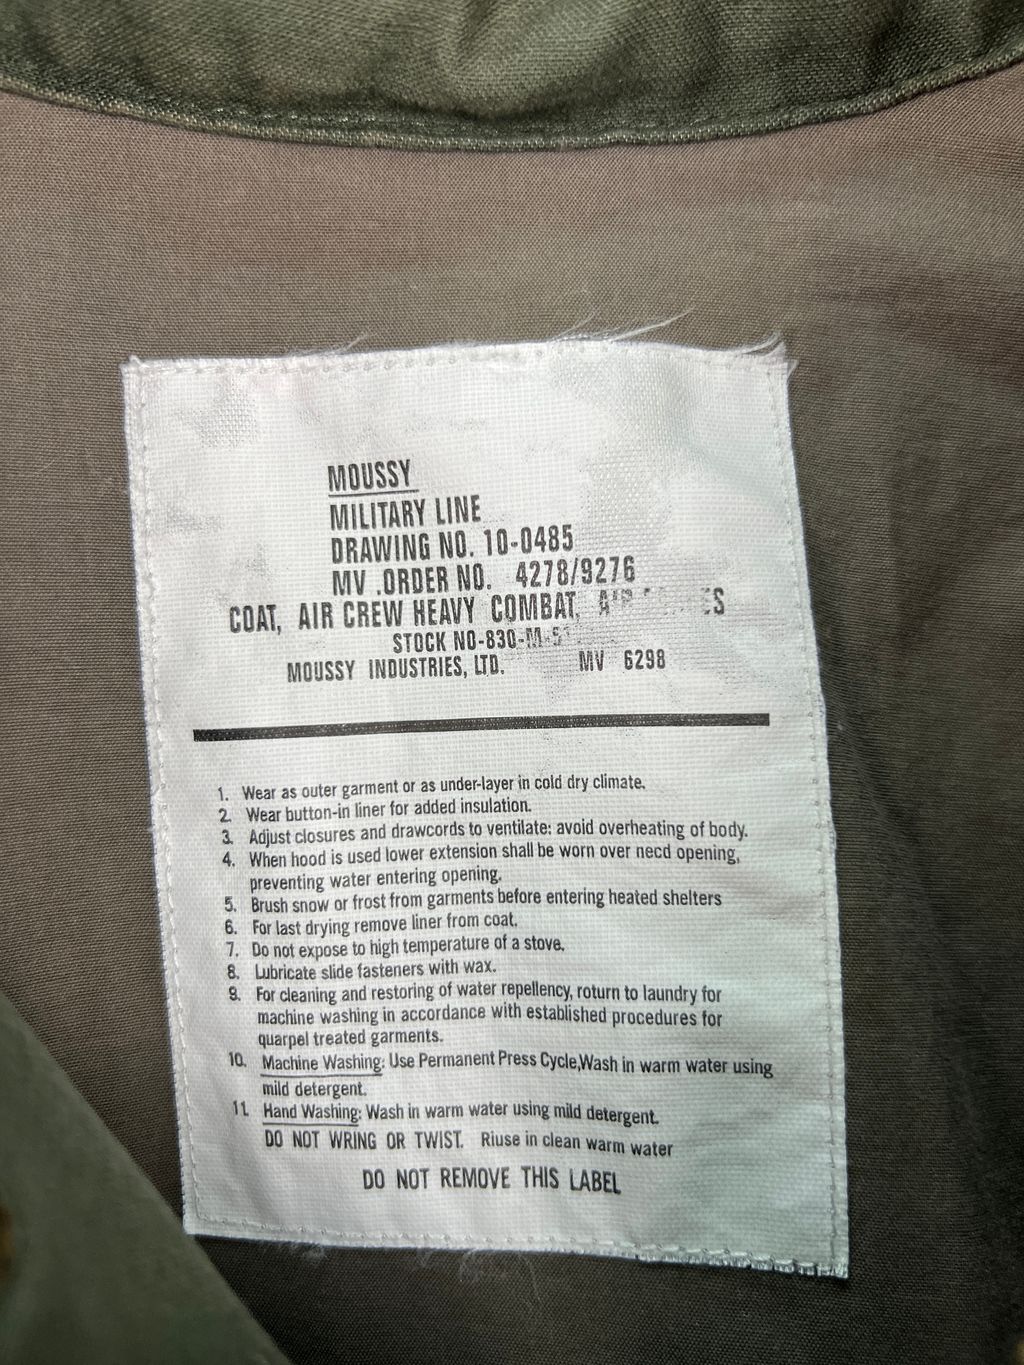 MOUSSY
MILITARY LINE
DRAWING NO. 10-0485
MV .ORDER NO. 4278/9276
COAT, AIR CREW HEAVY COMBAT,
STOCK NO-830-M-5
MOUSSY INDUSTRIES, LTD. MV 6298
1. Wear as outer garment or as under-layer in cold dry climate.
2. Wear button-in liner for added insulation.
3. Adjust closures and drawcords to ventilate: avoid overheating of body.
4. When hood is used lower extension shall be worn over necd opening,
preventing water entering opening.
5. Brush snow or frost from garments before entering heated shelters
6. For last drying remove liner from coat.
7. Do not expose to high temperature of a stove.
8. Lubricate slide fasteners with wax.
9. For cleaning and restoring of water repellency, roturn to laundry for
machine washing in accordance with established procedures for
quarpel treated garments.
10. Machine Washing: Use Permanent Press Cycle,Wash in warm water using
mild detergent.
11. Hand Washing: Wash in warm water using mild detergent.
DO NOT WRING OR TWIST. Riuse in clean warm water
DO NOT REMOVE THIS LABEL